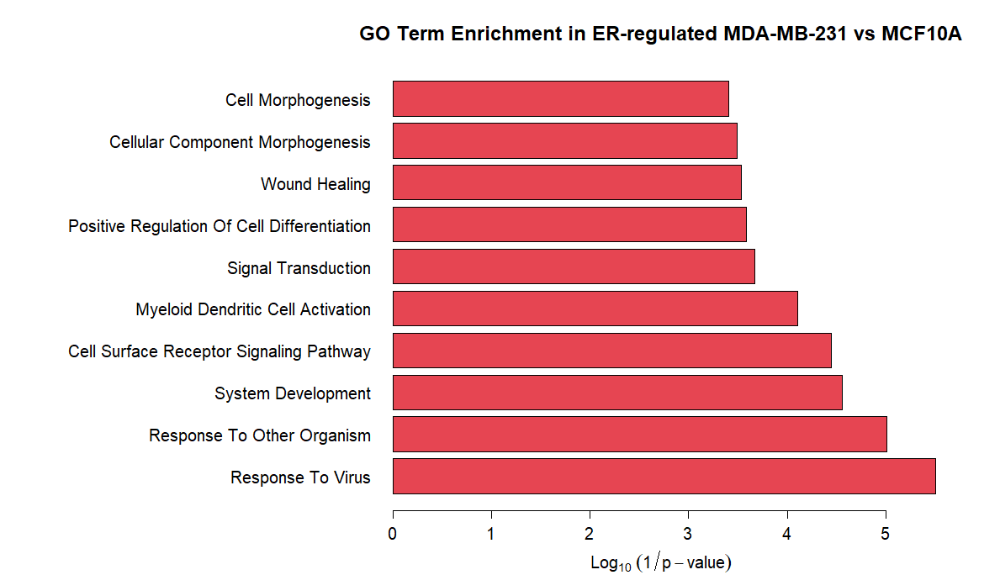 GO Term Enrichment in ER-regulated MDA-MB-231 vs MCF10A
Cell Morphogenesis
Cellular Component Morphogenesis
Wound Healing
Positive Regulation Of Cell Differentiation
Signal Transduction
Myeloid Dendritic Cell Activation
Cell Surface Receptor Signaling Pathway
System Development
Response To Other Organism
Response To Virus
0 1 2 3 4 5
Log₁₀ (1/p−value)